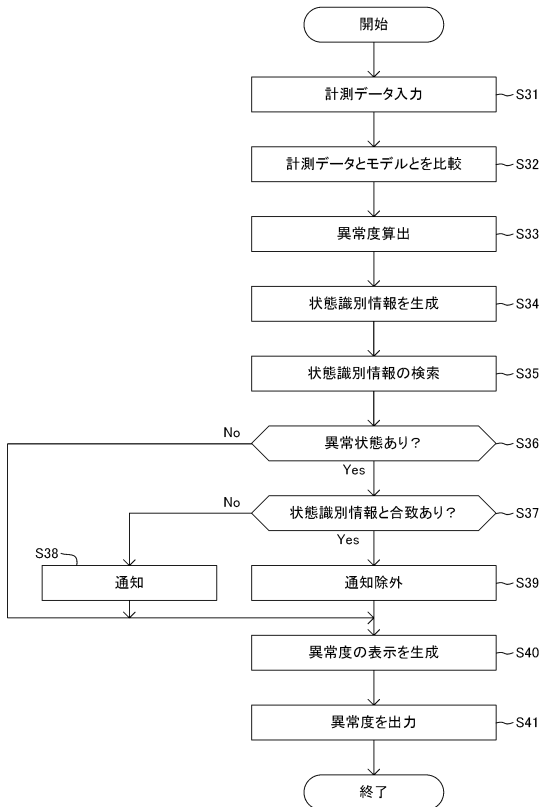 開始
計測データ入力
S31
計測データとモデルとを比較
S32
異常度算出
S33
状態識別情報を生成
S34
状態識別情報の検索
S35
No
異常状態あり?
S36
Yes
No
状態識別情報と合致あり?
S37
Yes
S38
通知
通知除外
S39
異常度の表示を生成
S40
異常度を出力
S41
終了